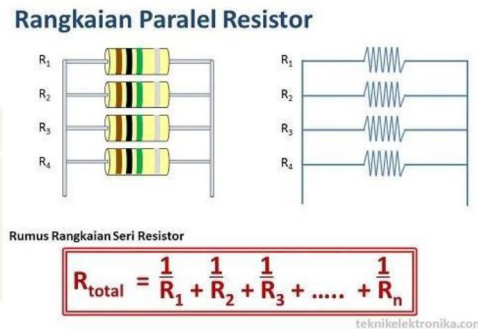 Rangkaian Paralel Resistor
R1 R1
R2 R2
R3 R3
R4 R4
Rumus Rangkaian Seri Resistor
Rtotal = 1/R1 + 1/R2 + 1/R3 + ..... + 1/Rn
teknikelektronika.com